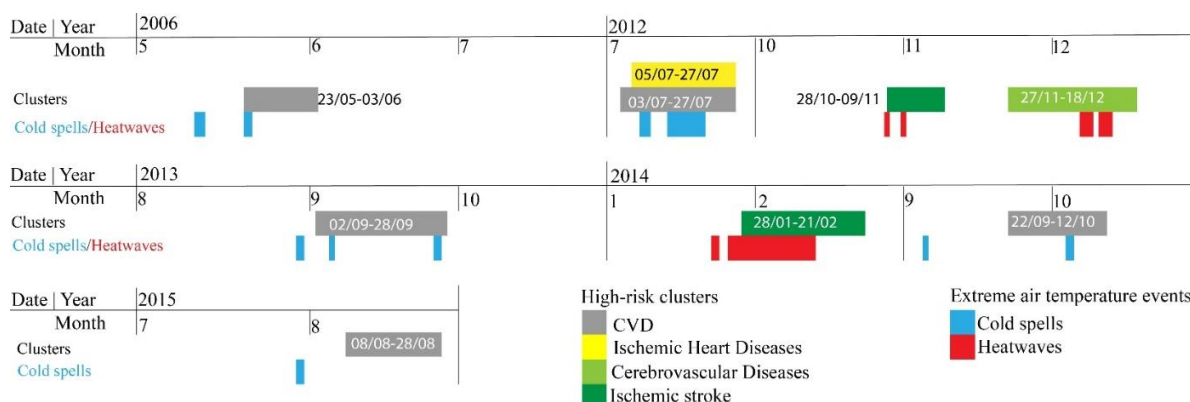 Date | Year 2006 2012
Month 5 6 7 7 10 11 12
05/07-27/07
Clusters 23/05-03/06 03/07-27/07 28/10-09/11 27/11-18/12
Cold spells/Heatwaves
Date | Year 2013 2014
Month 8 9 10 1 2 9 10
Clusters 02/09-28/09 28/01-21/02 22/09-12/10
Cold spells/Heatwaves
Date | Year 2015
Month 7 8
Clusters 08/08-28/08
Cold spells
High-risk clusters
CVD
Ischemic Heart Diseases
Cerebrovascular Diseases
Ischemic stroke
Extreme air temperature events
Cold spells
Heatwaves